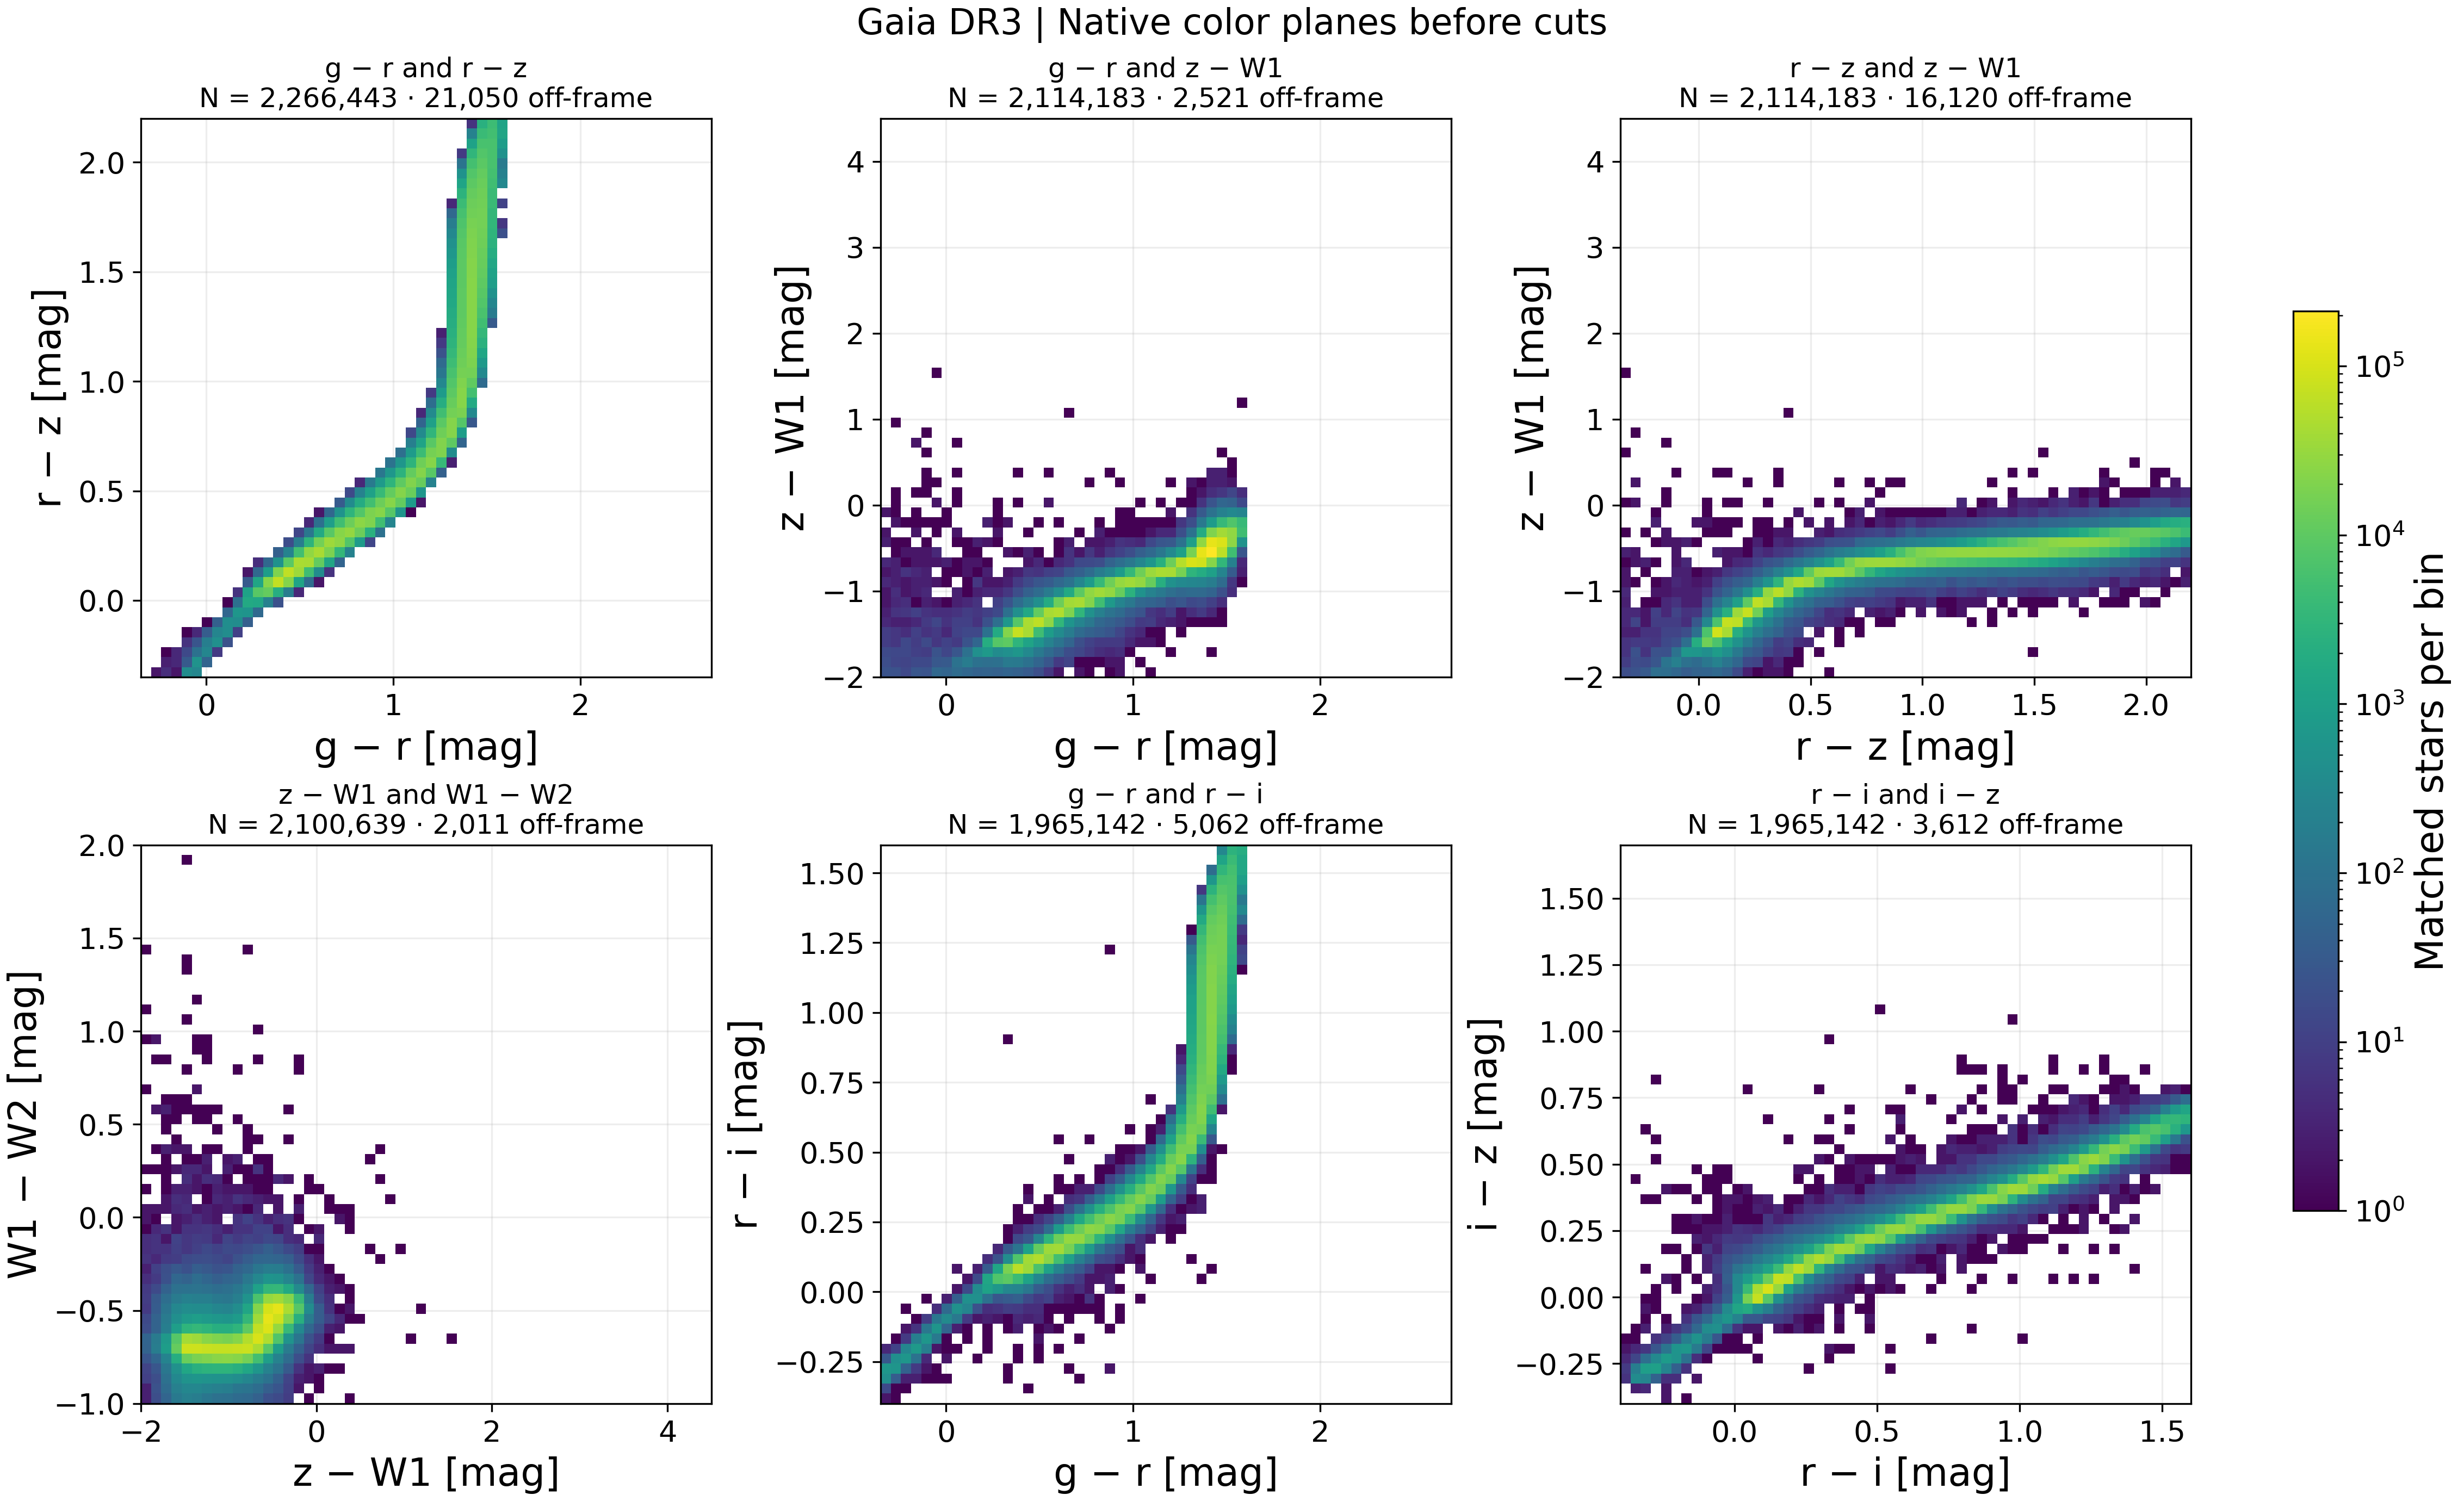 Gaia DR3 | Native color planes before cuts
g − r and r − z
N = 2,266,443 · 21,050 off-frame
r − z [mag]
2.0
1.5
1.0
0.5
0.0
0
1
2
g − r [mag]
g − r and z − W1
N = 2,114,183 · 2,521 off-frame
z − W1 [mag]
4
3
2
1
0
−1
−2
0
1
2
g − r [mag]
r − z and z − W1
N = 2,114,183 · 16,120 off-frame
z − W1 [mag]
4
3
2
1
0
−1
−2
0.0
0.5
1.0
1.5
2.0
r − z [mag]
z − W1 and W1 − W2
N = 2,100,639 · 2,011 off-frame
W1 − W2 [mag]
2.0
1.5
1.0
0.5
0.0
−0.5
−1.0
−2
0
2
4
z − W1 [mag]
g − r and r − i
N = 1,965,142 · 5,062 off-frame
r − i [mag]
1.50
1.25
1.00
0.75
0.50
0.25
0.00
−0.25
0
1
2
g − r [mag]
r − i and i − z
N = 1,965,142 · 3,612 off-frame
i − z [mag]
1.50
1.25
1.00
0.75
0.50
0.25
0.00
−0.25
0.0
0.5
1.0
1.5
r − i [mag]
10⁵
10⁴
10³
10²
10¹
10⁰
Matched stars per bin